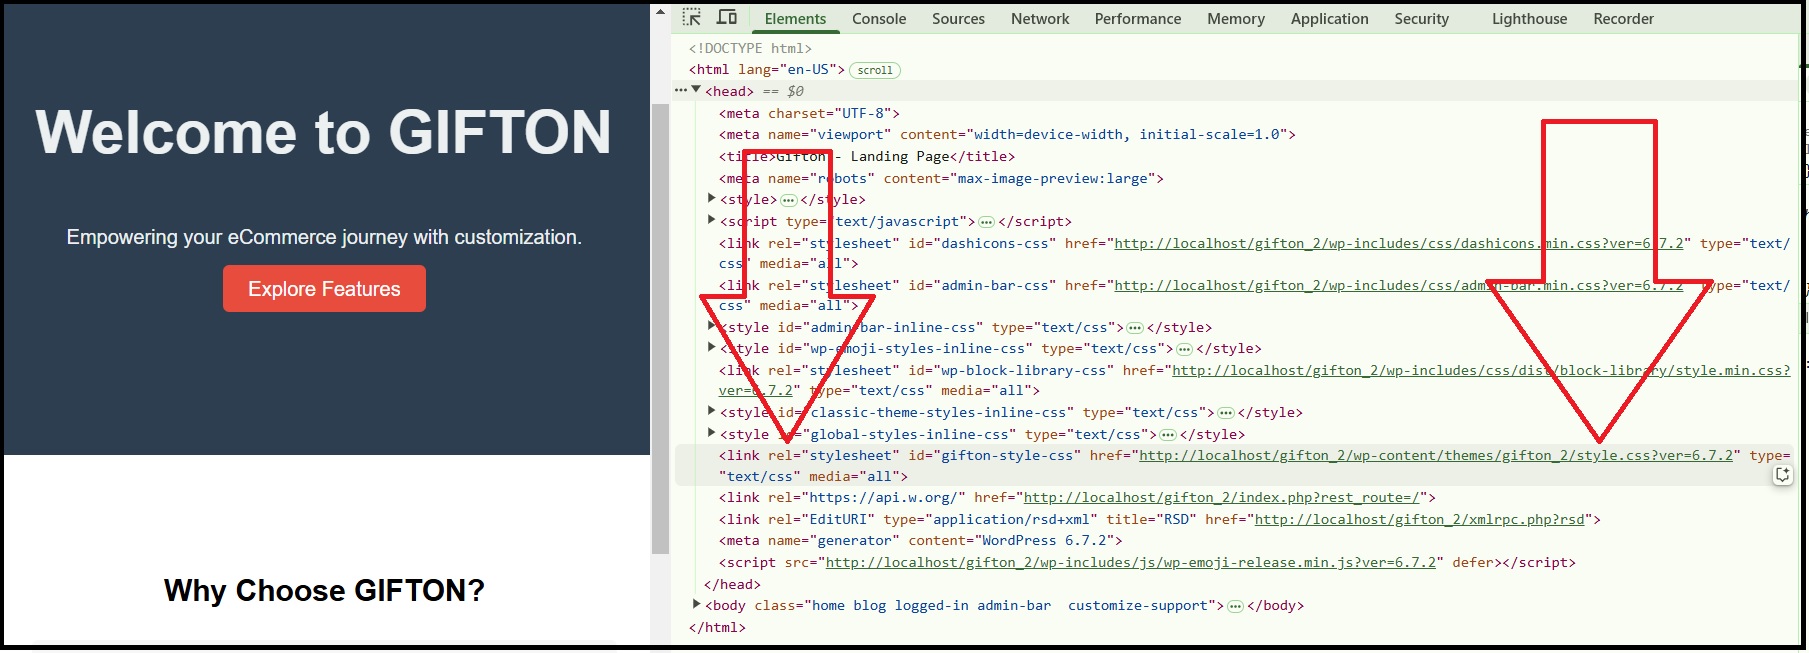 Welcome to GIFTON
Empowering your eCommerce journey with customization.
Explore Features
Why Choose GIFTON?
Elements Console Sources Network Performance Memory Application Security Lighthouse Recorder
<!DOCTYPE html>
<html lang="en-US"> scroll
<head> == $0
<meta charset="UTF-8">
<meta name="viewport" content="width=device-width, initial-scale=1.0">
<title>Gifton - Landing Page</title>
<meta name="robots" content="max-image-preview:large">
<style>…</style>
<script type="text/javascript">…</script>
<link rel="stylesheet" id="dashicons-css" href="http://localhost/gifton_2/wp-includes/css/dashicons.min.css?ver=6.7.2" type="text/
css" media="all">
<link rel="stylesheet" id="admin-bar-css" href="http://localhost/gifton_2/wp-includes/css/admin-bar.min.css?ver=6.7.2" type="text/
css" media="all">
<style id="admin-bar-inline-css" type="text/css">…</style>
<style id="wp-emoji-styles-inline-css" type="text/css">…</style>
<link rel="stylesheet" id="wp-block-library-css" href="http://localhost/gifton_2/wp-includes/css/dist/block-library/style.min.css?
ver=6.7.2" type="text/css" media="all">
<style id="classic-theme-styles-inline-css" type="text/css">…</style>
<style id="global-styles-inline-css" type="text/css">…</style>
<link rel="stylesheet" id="gifton-style-css" href="http://localhost/gifton_2/wp-content/themes/gifton_2/style.css?ver=6.7.2" type=
"text/css" media="all">
<link rel="https://api.w.org/" href="http://localhost/gifton_2/index.php?rest_route=/">
<link rel="EditURI" type="application/rsd+xml" title="RSD" href="http://localhost/gifton_2/xmlrpc.php?rsd">
<meta name="generator" content="WordPress 6.7.2">
<script src="http://localhost/gifton_2/wp-includes/js/wp-emoji-release.min.js?ver=6.7.2" defer></script>
</head>
<body class="home blog logged-in admin-bar  customize-support">…</body>
</html>